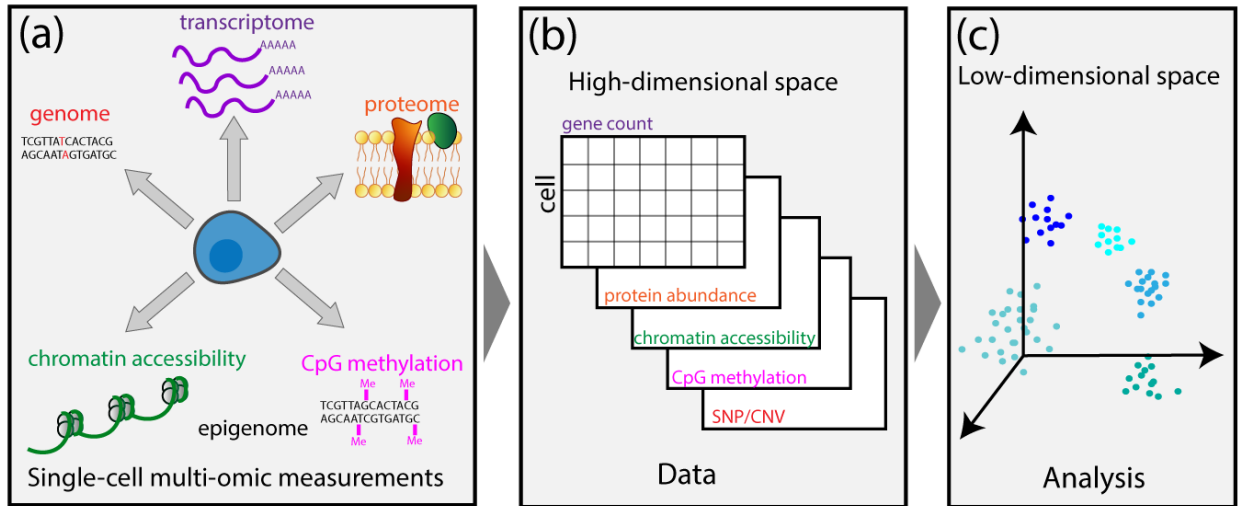 (a)
transcriptome
AAAAA
AAAAA
AAAAA
genome
TCGTTATCACTACG
AGCAATAGTGATGC
proteome
chromatin accessibility
CpG methylation
Me Me
TCGTTAGCACTACG
AGCAATCGTGATGC
Me Me
epigenome
Single-cell multi-omic measurements
(b)
High-dimensional space
gene count
cell
protein abundance
chromatin accessibility
CpG methylation
SNP/CNV
Data
(c)
Low-dimensional space
Analysis